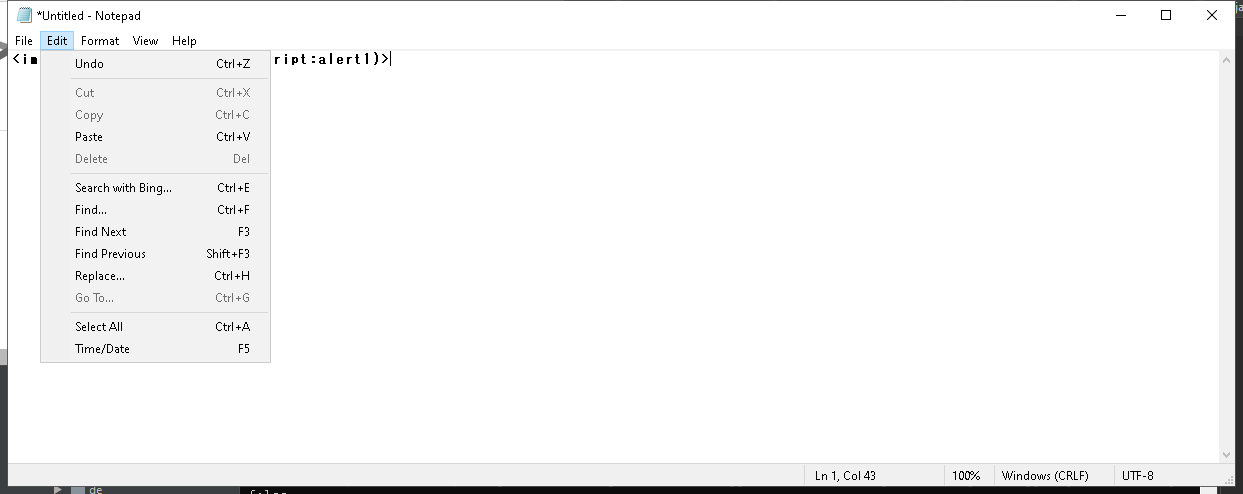 *Untitled - Notepad
File Edit Format View Help
<im ript:alert1)>
Undo Ctrl+Z
Cut Ctrl+X
Copy Ctrl+C
Paste Ctrl+V
Delete Del
Search with Bing... Ctrl+E
Find... Ctrl+F
Find Next F3
Find Previous Shift+F3
Replace... Ctrl+H
Go To... Ctrl+G
Select All Ctrl+A
Time/Date F5
Ln 1, Col 43 100% Windows (CRLF) UTF-8
de